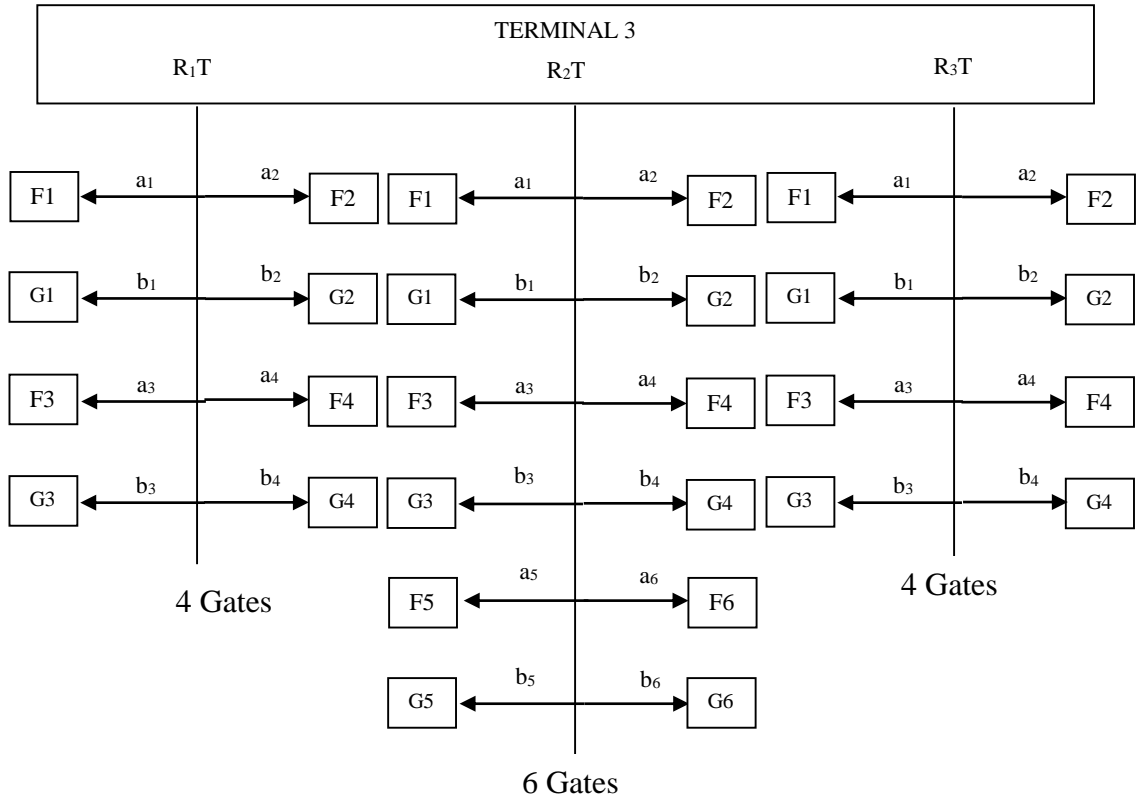 TERMINAL 3
R₁T R₂T R₃T
a₁ a₂ a₁ a₂ a₁ a₂
F1 F2 F1 F2 F1 F2
b₁ b₂ b₁ b₂ b₁ b₂
G1 G2 G1 G2 G1 G2
a₃ a₄ a₃ a₄ a₃ a₄
F3 F4 F3 F4 F3 F4
b₃ b₄ b₃ b₄ b₃ b₄
G3 G4 G3 G4 G3 G4
a₅ a₆
F5 F6
4 Gates 4 Gates
b₅ b₆
G5 G6
6 Gates